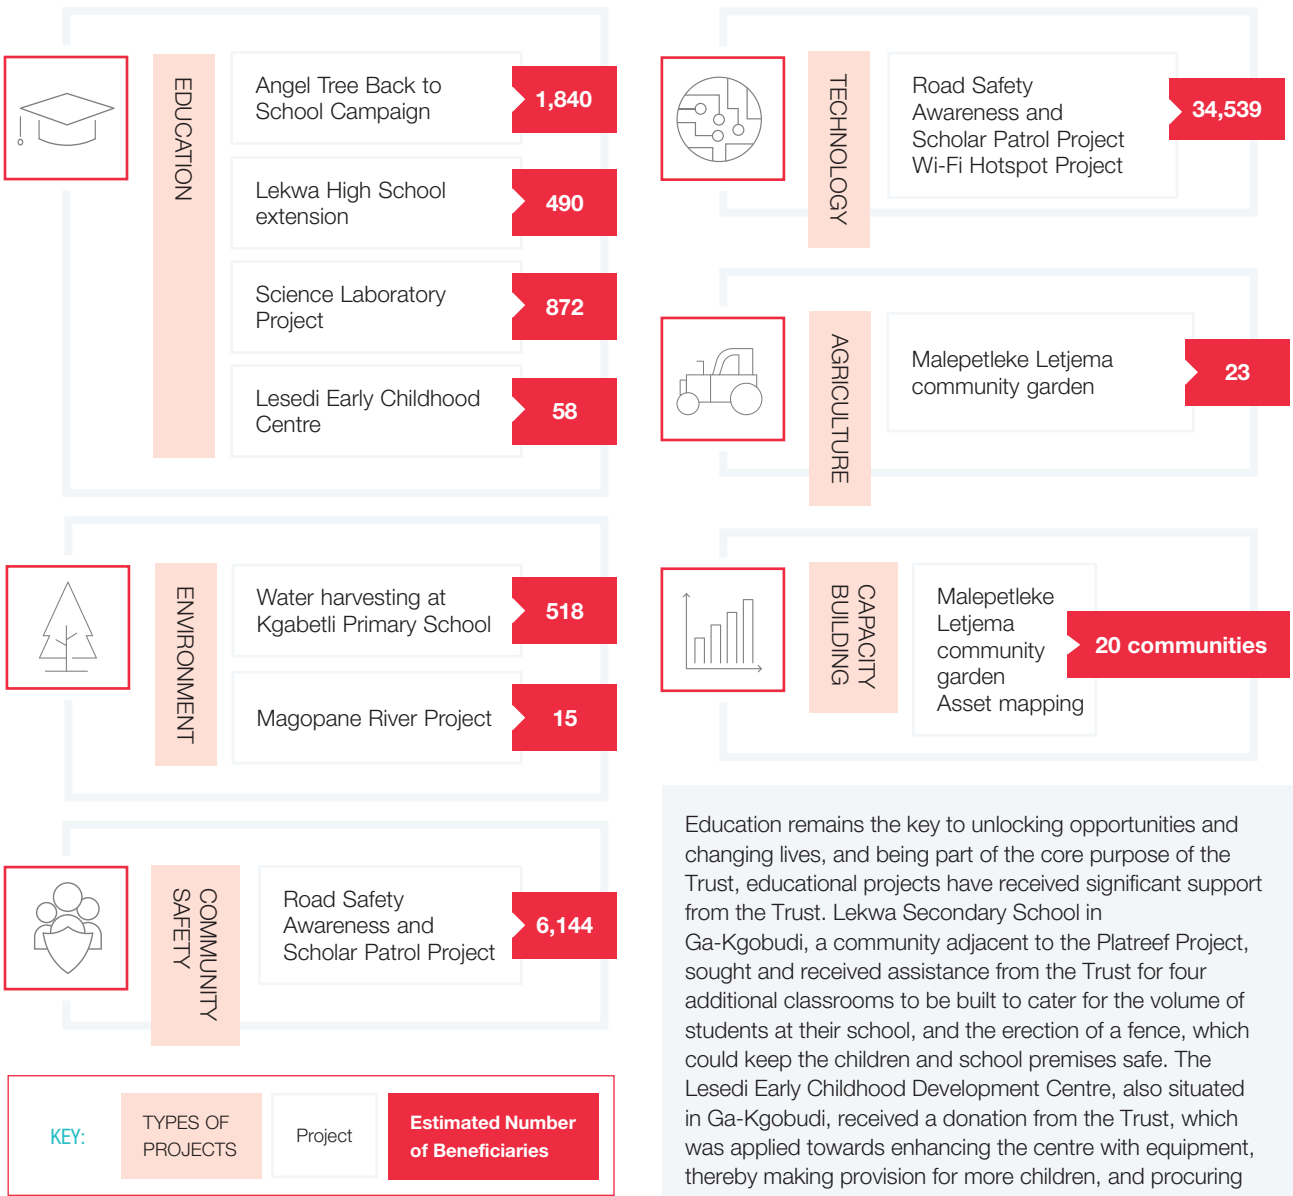 EDUCATION
Angel Tree Back to
School Campaign
1,840
Lekwa High School
extension
490
Science Laboratory
Project
872
Lesedi Early Childhood
Centre
58
ENVIRONMENT
Water harvesting at
Kgabetli Primary School
518
Magopane River Project
15
COMMUNITY
SAFETY
Road Safety
Awareness and
Scholar Patrol Project
6,144
KEY:
TYPES OF
PROJECTS
Project
Estimated Number
of Beneficiaries
TECHNOLOGY
Road Safety
Awareness and
Scholar Patrol Project
Wi-Fi Hotspot Project
34,539
AGRICULTURE
Malepetleke Letjema
community garden
23
CAPACITY
BUILDING
Malepetleke
Letjema
community
garden
Asset mapping
20 communities
Education remains the key to unlocking opportunities and
changing lives, and being part of the core purpose of the
Trust, educational projects have received significant support
from the Trust. Lekwa Secondary School in
Ga-Kgobudi, a community adjacent to the Platreef Project,
sought and received assistance from the Trust for four
additional classrooms to be built to cater for the volume of
students at their school, and the erection of a fence, which
could keep the children and school premises safe. The
Lesedi Early Childhood Development Centre, also situated
in Ga-Kgobudi, received a donation from the Trust, which
was applied towards enhancing the centre with equipment,
thereby making provision for more children, and procuring